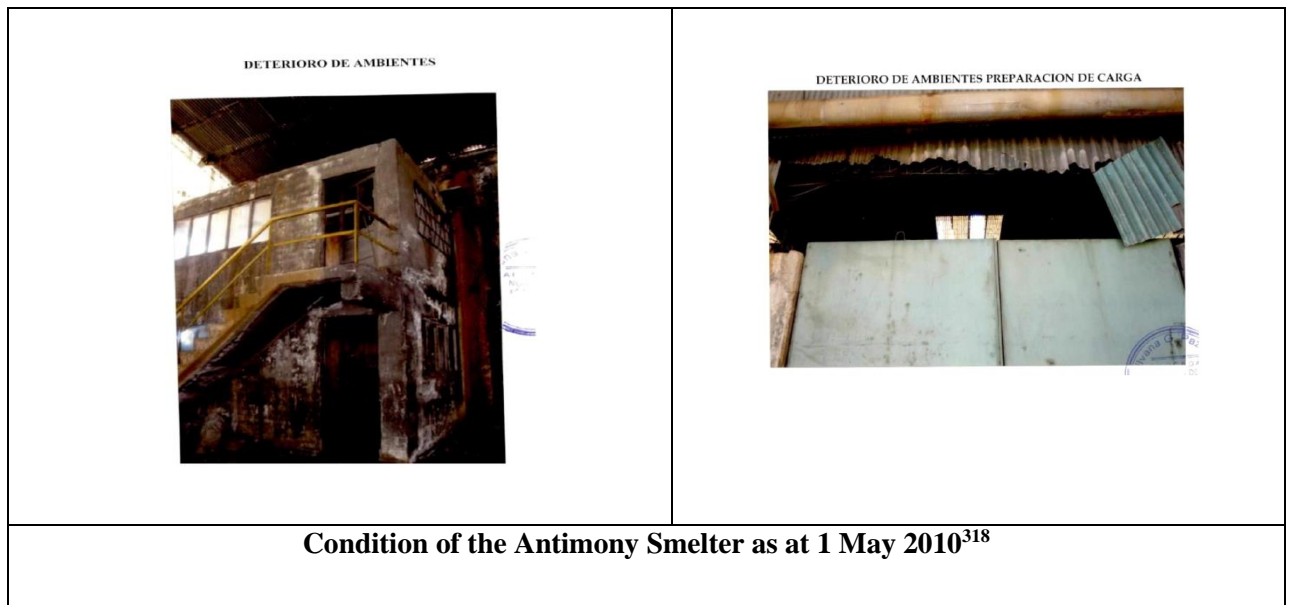 DETERIORO DE AMBIENTES
DETERIORO DE AMBIENTES PREPARACION DE CARGA
Condition of the Antimony Smelter as at 1 May 2010318